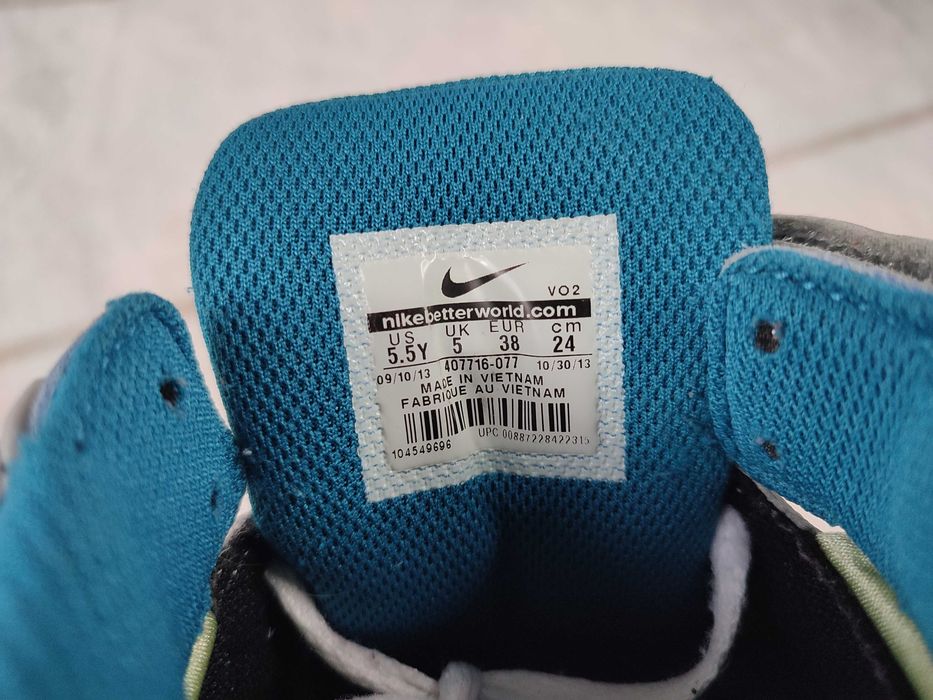 VO2
nikebetterworld.com
US UK EUR cm
5.5Y 5 38 24
09/10/13 407716-077 10/30/13
MADE IN VIETNAM
FABRIQUE AU VIETNAM
104549696 UPC 00887228422315